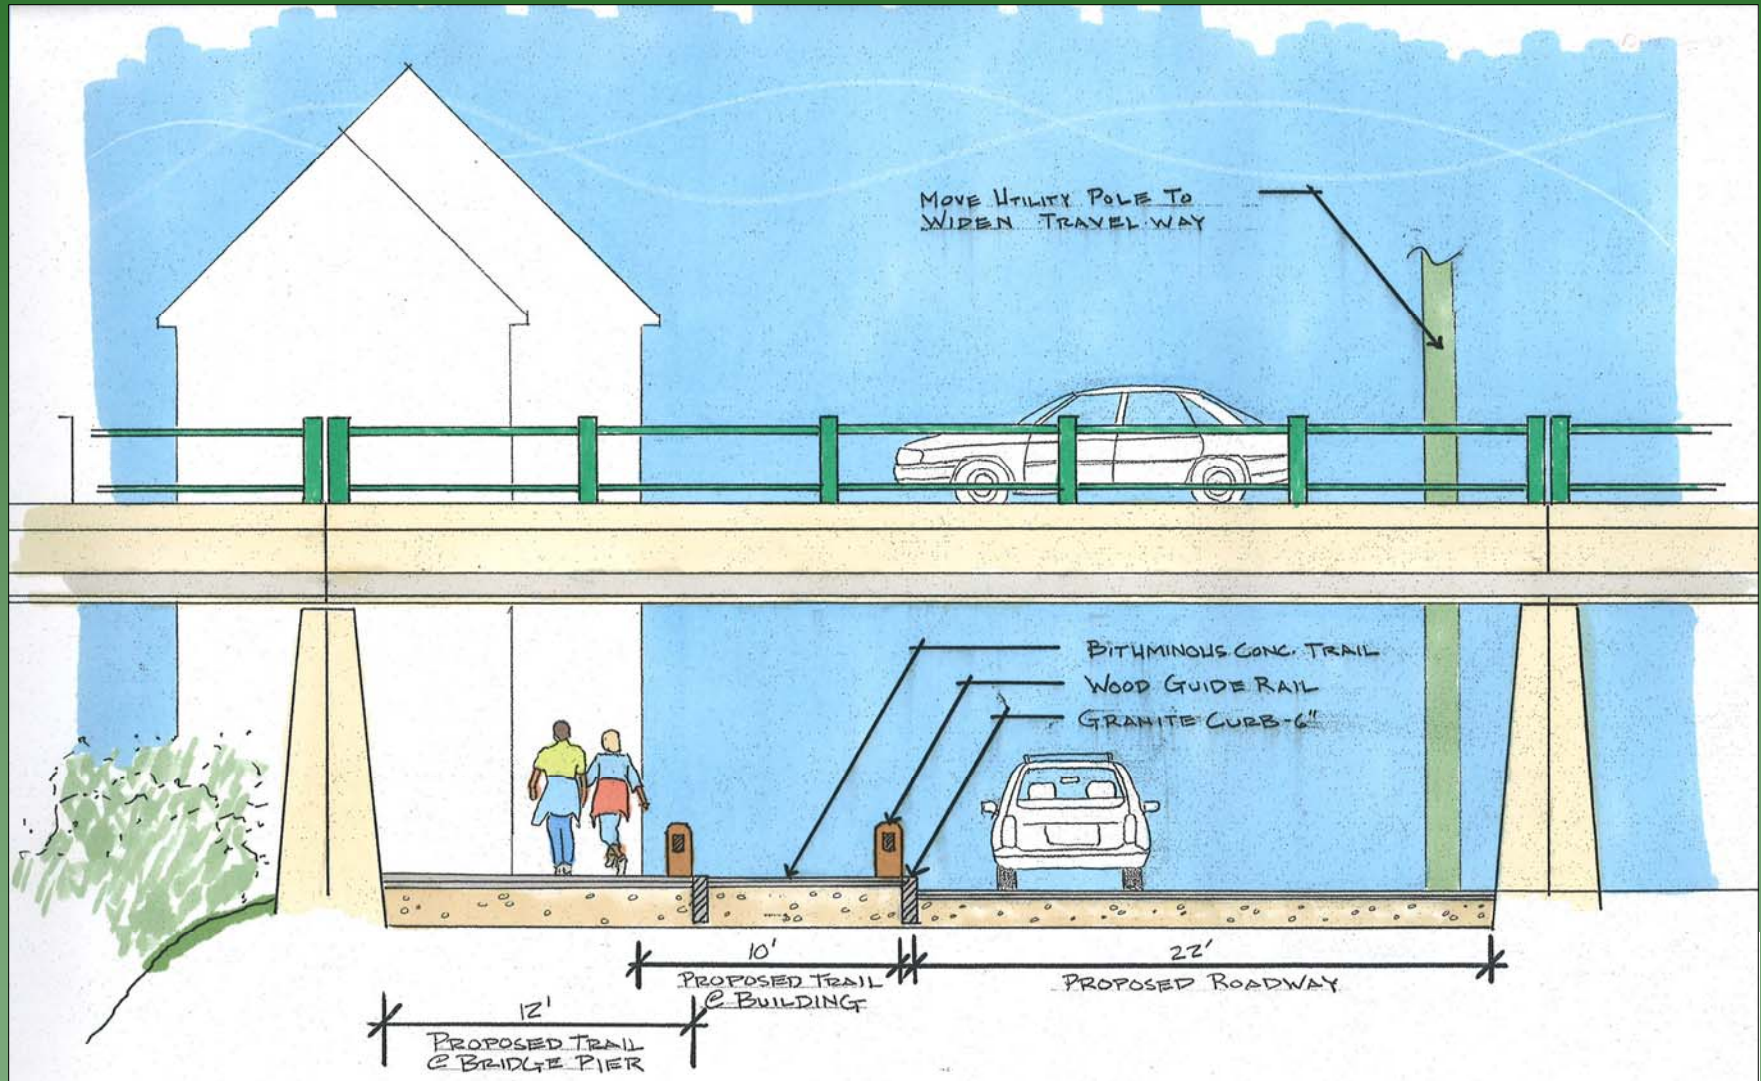 MOVE UTILITY POLE TO
WIDEN TRAVEL WAY
BITUMINOUS CONC. TRAIL
WOOD GUIDE RAIL
GRANITE CURB-6"
10'
PROPOSED TRAIL
@ BUILDING
22'
PROPOSED ROADWAY
12'
PROPOSED TRAIL
@ BRIDGE PIER